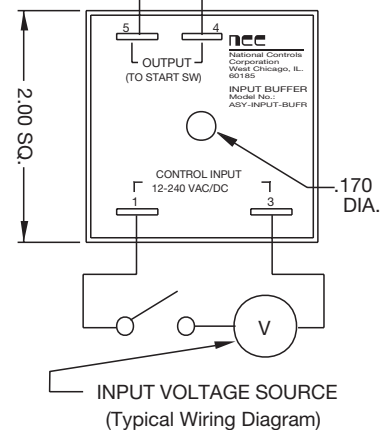 5
4
OUTPUT
(TO START SW)
ncc
National Controls
Corporation
West Chicago, IL.
60185
INPUT BUFFER
Model No.:
ASY-INPUT-BUFR
2.00 SQ.
CONTROL INPUT
12-240 VAC/DC
1
3
.170
DIA.
V
INPUT VOLTAGE SOURCE
(Typical Wiring Diagram)